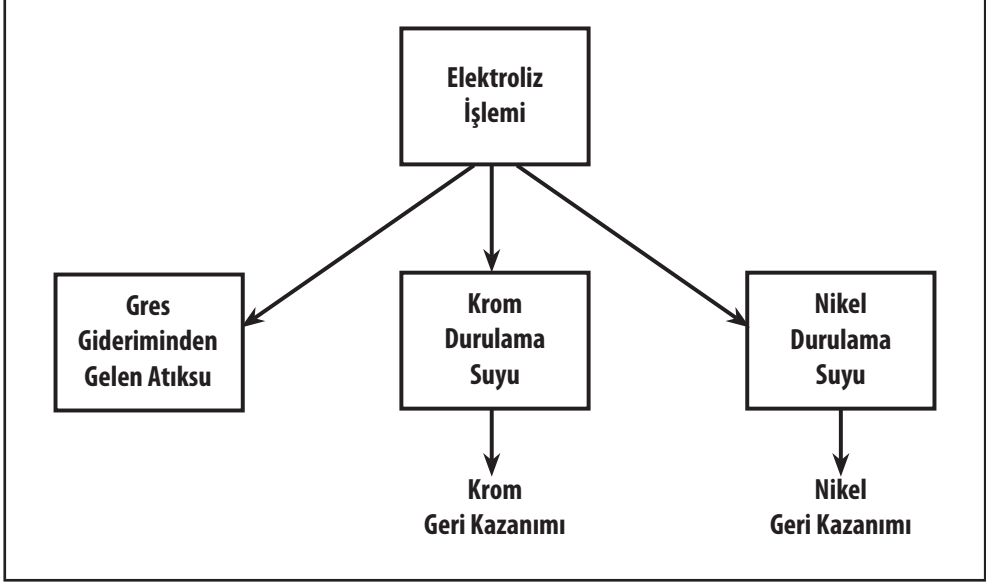 Elektroliz
İşlemi
Gres
Gideriminden
Gelen Atıksu
Krom
Durulama
Suyu
Nikel
Durulama
Suyu
Krom
Geri Kazanımı
Nikel
Geri Kazanımı